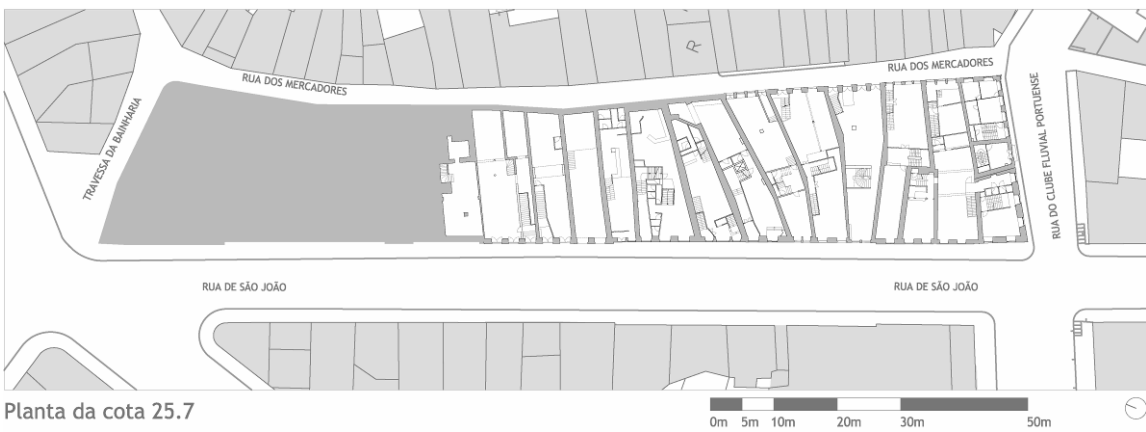 R
RUA DOS MERCADORES
RUA DOS MERCADORES
TRAVESSA DA BAINHARIA
RUA DO CLUBE FLUVIAL PORTUENSE
RUA DE SÃO JOÃO
RUA DE SÃO JOÃO
Planta da cota 25.7
0m 5m 10m 20m 30m 50m